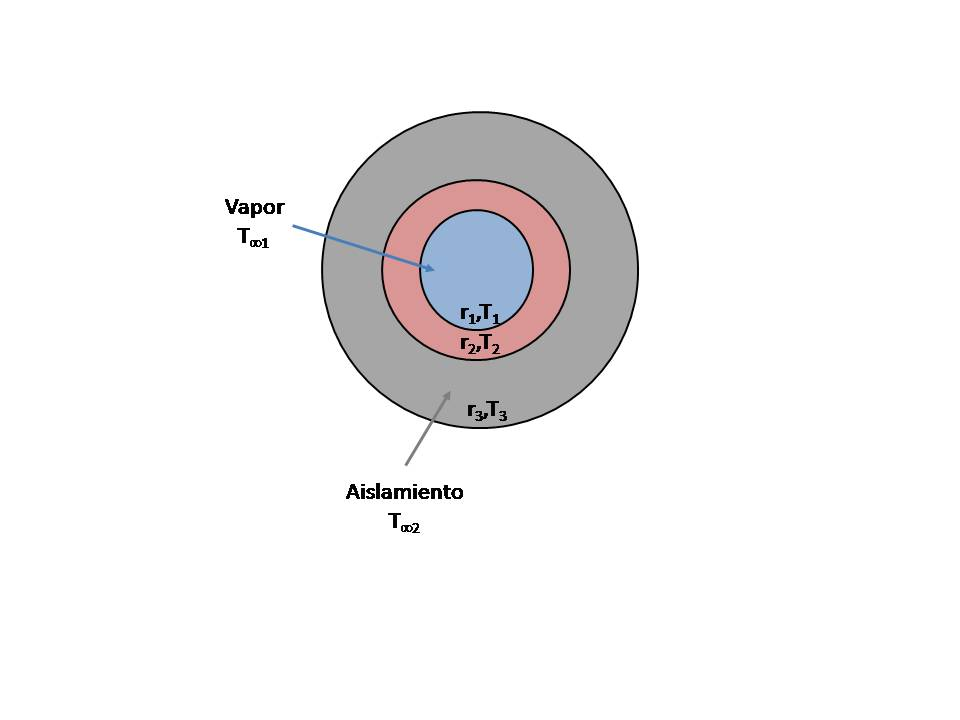 Vapor
T∞1
r1,T1
r2,T2
r3,T3
Aislamiento
T∞2